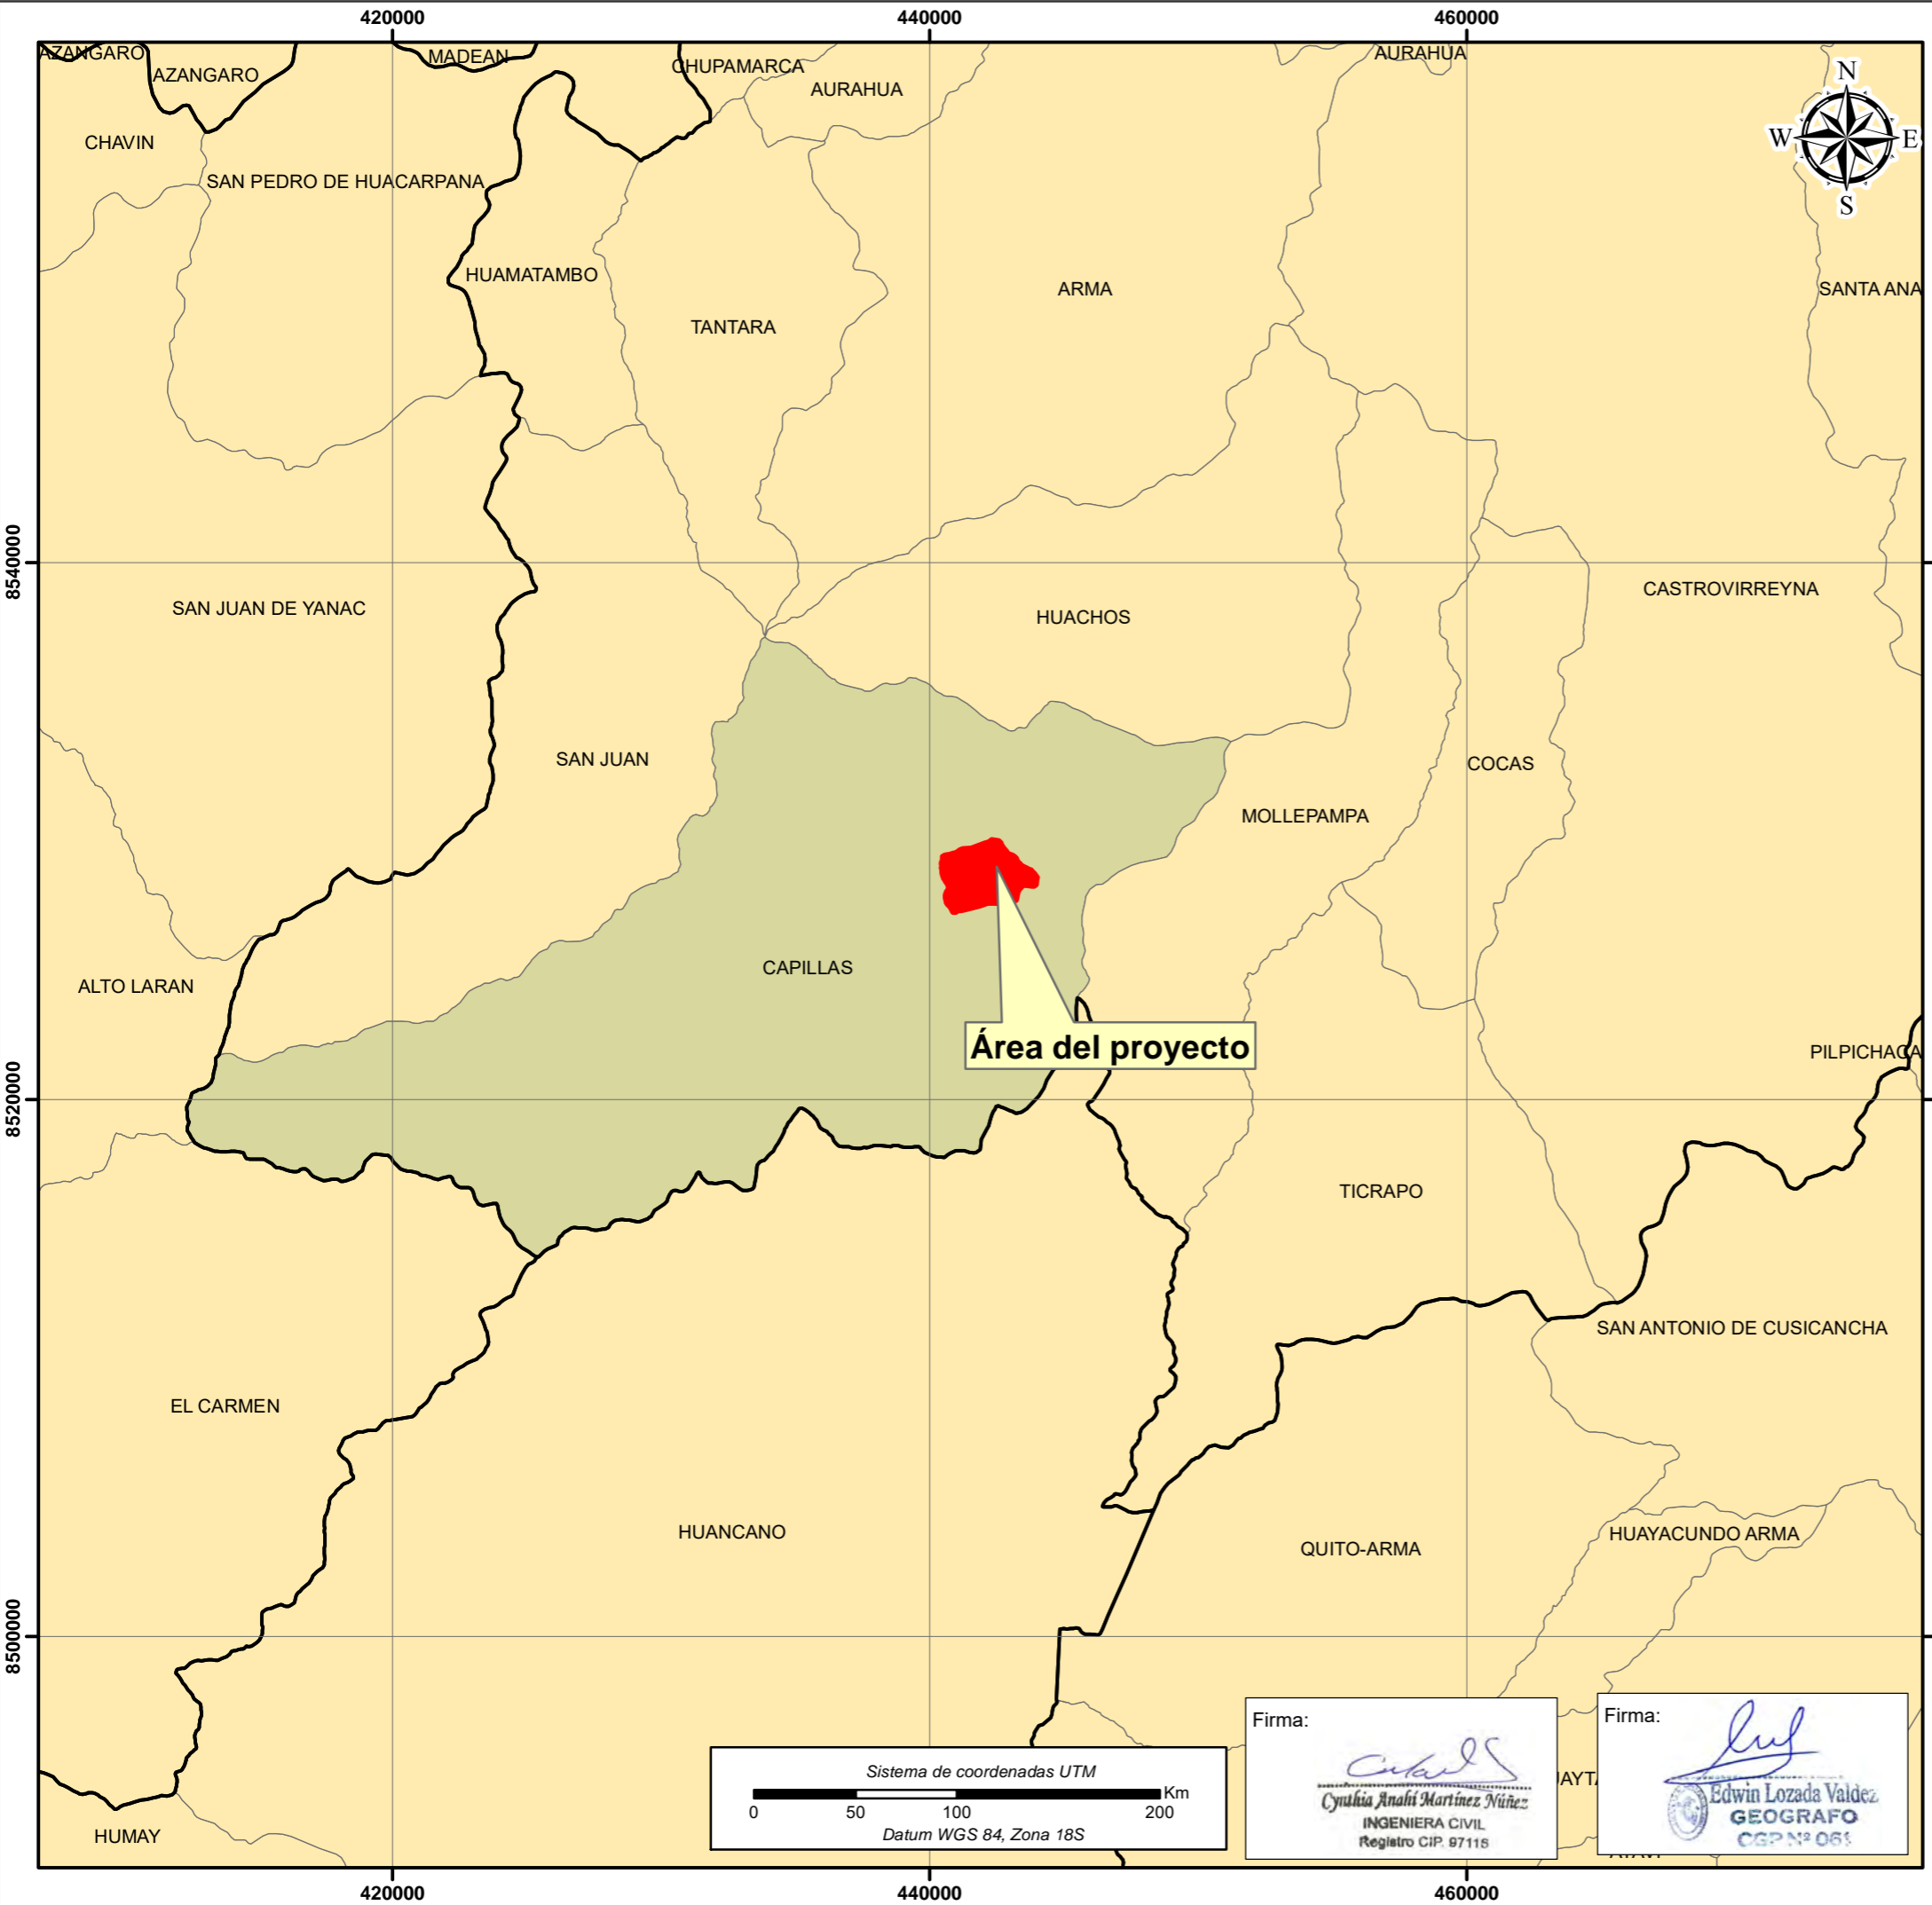 420000
440000
460000
AZANGARO
MADEAN
AURAHUA
CHUPAMARCA
AZANGARO
AURAHUA
N
W
E
S
CHAVIN
SAN PEDRO DE HUACARPANA
HUAMATAMBO
ARMA
SANTA ANA
TANTARA
8540000
CASTROVIRREYNA
SAN JUAN DE YANAC
HUACHOS
SAN JUAN
COCAS
MOLLEPAMPA
CAPILLAS
ALTO LARAN
Área del proyecto
PILPICHACA
8520000
TICRAPO
SAN ANTONIO DE CUSICANCHA
EL CARMEN
HUANCANO
HUAYACUNDO ARMA
QUITO-ARMA
8500000
Sistema de coordenadas UTM
Km
0 50 100 200
Datum WGS 84, Zona 18S
Firma:
Cynthia Anahí Martínez Núñez
INGENIERA CIVIL
Registro CIP. 97116
Firma:
Edwin Lozada Valdez
GEOGRAFO
CGP Nº
HUMAY
420000
440000
460000